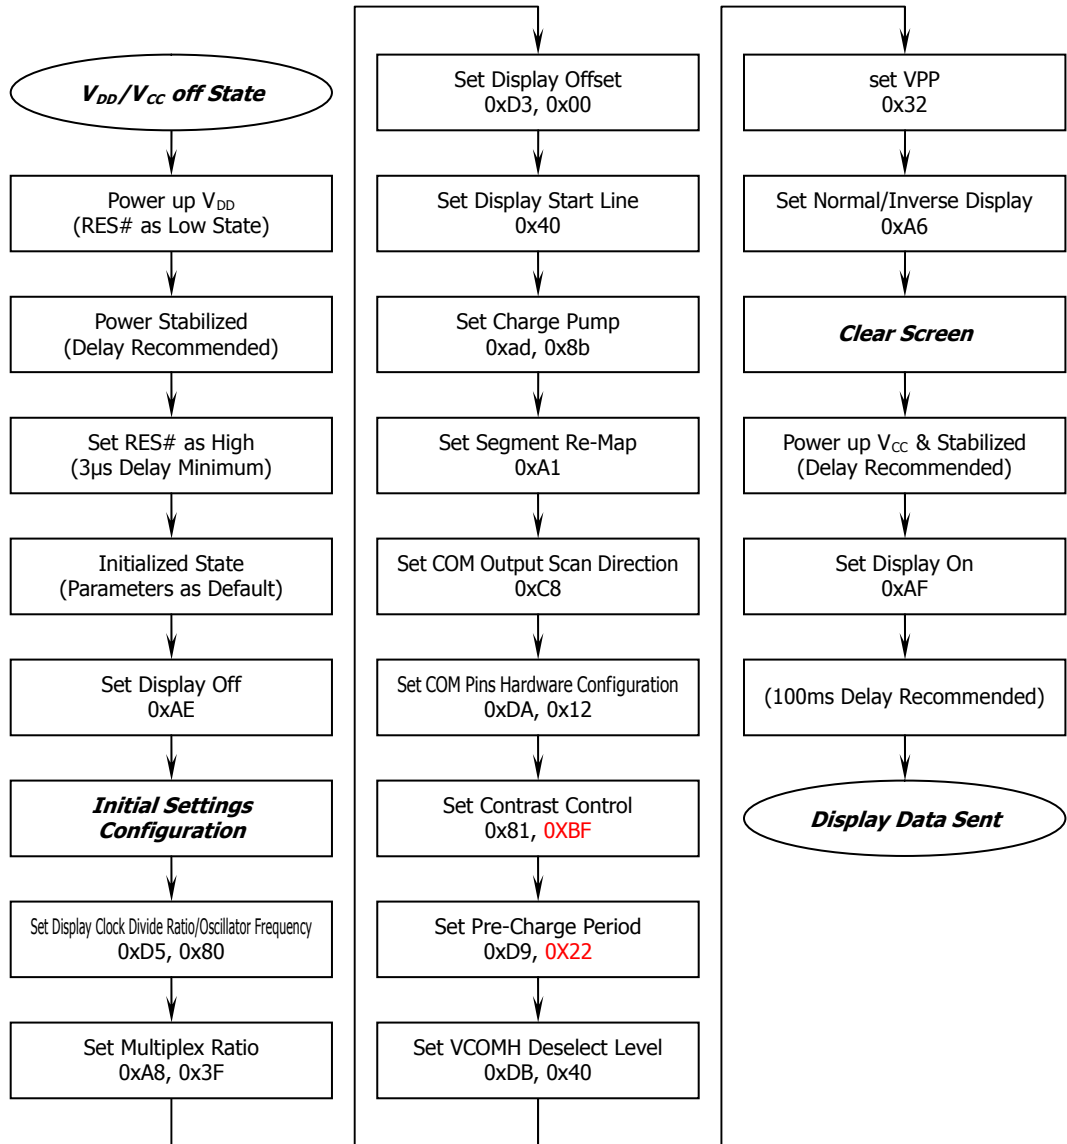 V_DD/V_CC off State
Power up V_DD
(RES# as Low State)
Power Stabilized
(Delay Recommended)
Set RES# as High
(3μs Delay Minimum)
Initialized State
(Parameters as Default)
Set Display Off
0xAE
Initial Settings
Configuration
Set Display Clock Divide Ratio/Oscillator Frequency
0xD5, 0x80
Set Multiplex Ratio
0xA8, 0x3F
Set Display Offset
0xD3, 0x00
Set Display Start Line
0x40
Set Charge Pump
0xad, 0x8b
Set Segment Re-Map
0xA1
Set COM Output Scan Direction
0xC8
Set COM Pins Hardware Configuration
0xDA, 0x12
Set Contrast Control
0x81, 0XBF
Set Pre-Charge Period
0xD9, 0X22
Set VCOMH Deselect Level
0xDB, 0x40
set VPP
0x32
Set Normal/Inverse Display
0xA6
Clear Screen
Power up V_CC & Stabilized
(Delay Recommended)
Set Display On
0xAF
(100ms Delay Recommended)
Display Data Sent